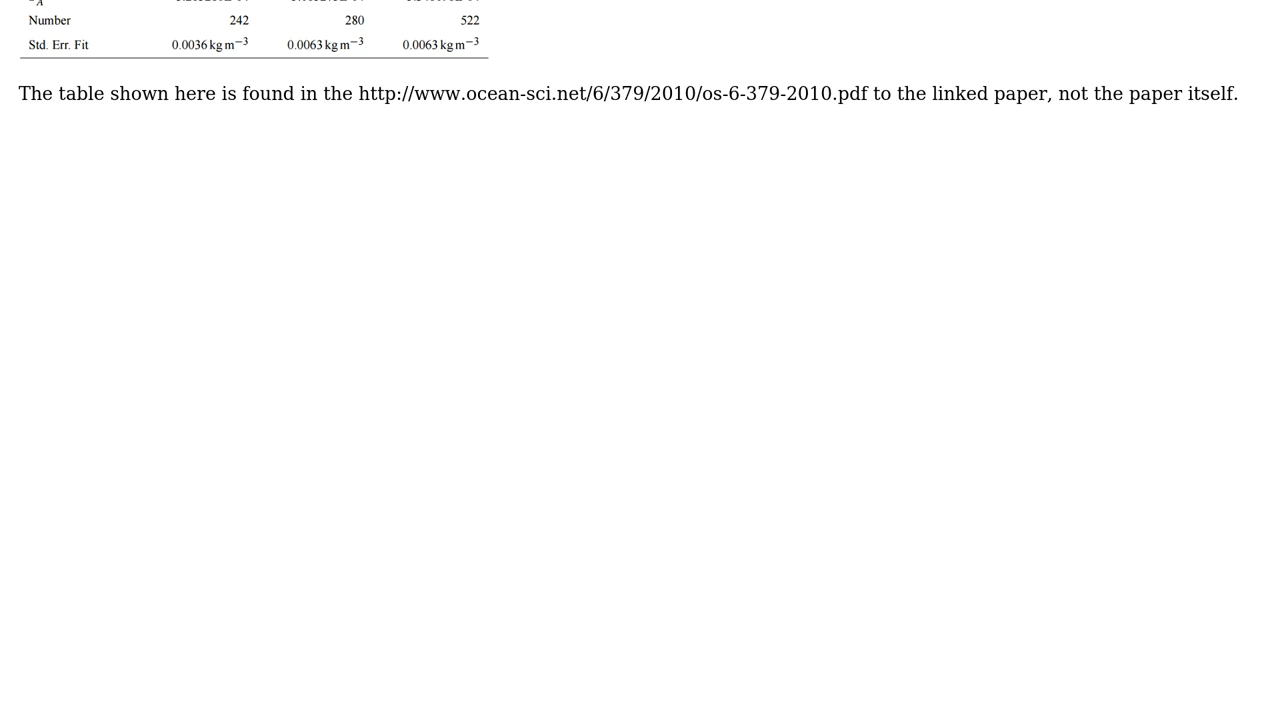 Number 242 280 522
Std. Err. Fit 0.0036 kg m−3 0.0063 kg m−3 0.0063 kg m−3
The table shown here is found in the http://www.ocean-sci.net/6/379/2010/os-6-379-2010.pdf to the linked paper, not the paper itself.